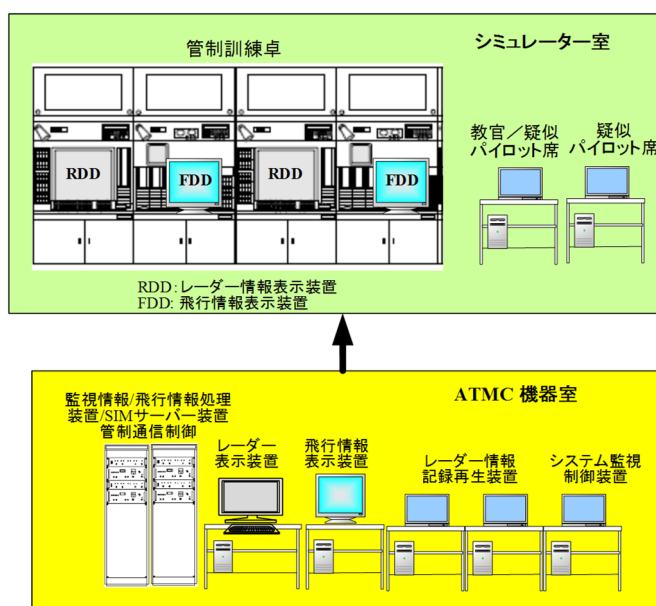 シミュレーター室
管制訓練卓
教官／疑似
パイロット席
疑似
パイロット席
RDD
FDD
RDD
FDD
RDD：レーダー情報表示装置
FDD: 飛行情報表示装置
ATMC 機器室
監視情報/飛行情報処理
装置/SIMサーバー装置
管制通信制御
レーダー
表示装置
飛行情報
表示装置
レーダー情報
記録再生装置
システム監視
制御装置